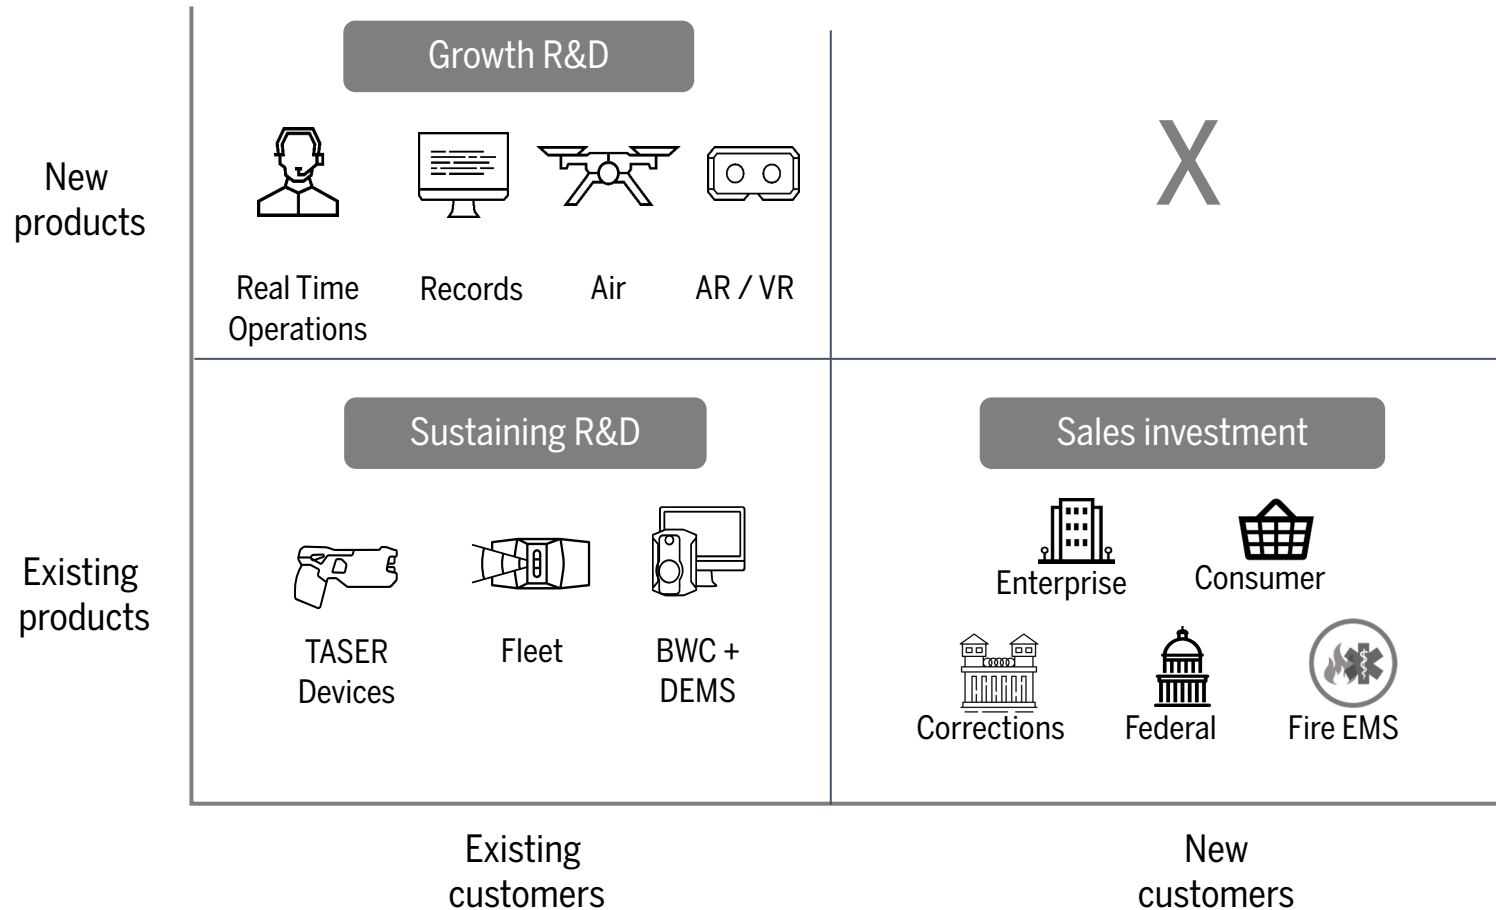 Growth R&D
X
New
products
Real Time
Operations
Records
Air
AR / VR
Sustaining R&D
Sales investment
Existing
products
TASER
Devices
Fleet
BWC +
DEMS
Enterprise
Consumer
Corrections
Federal
Fire EMS
Existing
customers
New
customers